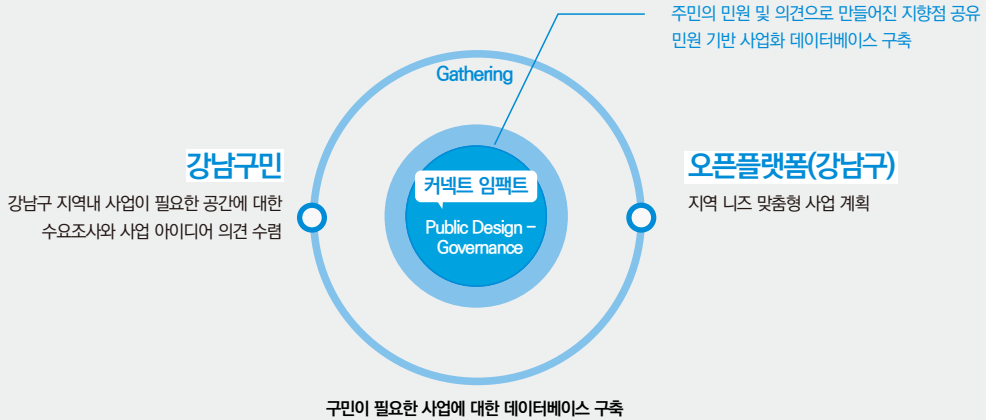 주민의 민원 및 의견으로 만들어진 지향점 공유
민원 기반 사업화 데이터베이스 구축
Gathering
강남구민
강남구 지역내 사업이 필요한 공간에 대한
수요조사와 사업 아이디어 의견 수렴
커넥트 임팩트
Public Design –
Governance
오픈플랫폼(강남구)
지역 니즈 맞춤형 사업 계획
구민이 필요한 사업에 대한 데이터베이스 구축